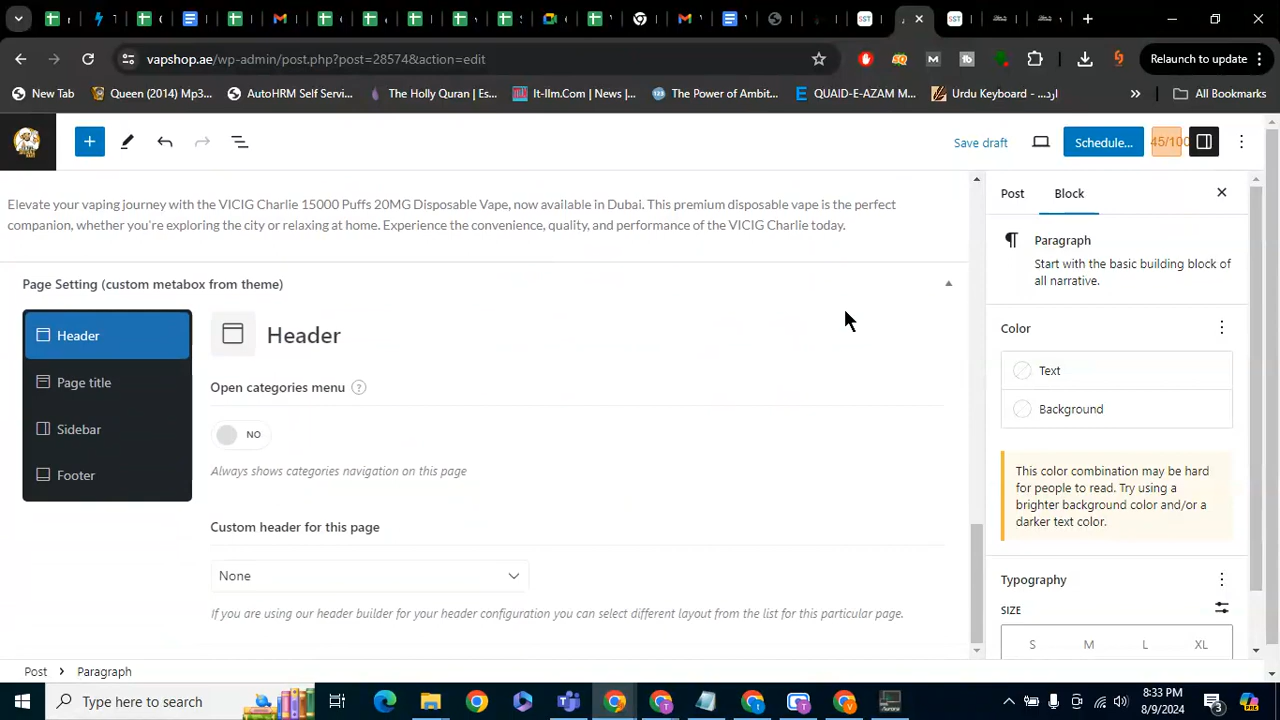 Relaunch to update
vapshop.ae/wp-admin/post.php?post=28574&action=edit
New Tab
Queen (2014) Mp3...
AutoHRM Self Servi...
The Holly Quran | Es...
It-llm.Com | News |...
The Power of Ambit...
QUAID-E-AZAM M...
Urdu Keyboard - اردو...
All Bookmarks
Save draft
Schedule...
45/100
Post
Block
Elevate your vaping journey with the VICIG Charlie 15000 Puffs 20MG Disposable Vape, now available in Dubai. This premium disposable vape is the perfect
companion, whether you're exploring the city or relaxing at home. Experience the convenience, quality, and performance of the VICIG Charlie today.
Page Setting (custom metabox from theme)
Header
Page title
Sidebar
Footer
Header
Open categories menu
NO
Always shows categories navigation on this page
Custom header for this page
None
If you are using our header builder for your header configuration you can select different layout from the list for this particular page.
Paragraph
Start with the basic building block of
all narrative.
Color
Text
Background
This color combination may be hard
for people to read. Try using a
brighter background color and/or a
darker text color.
Typography
SIZE
S M L XL
Post > Paragraph
Type here to search
8:33 PM
8/9/2024
3